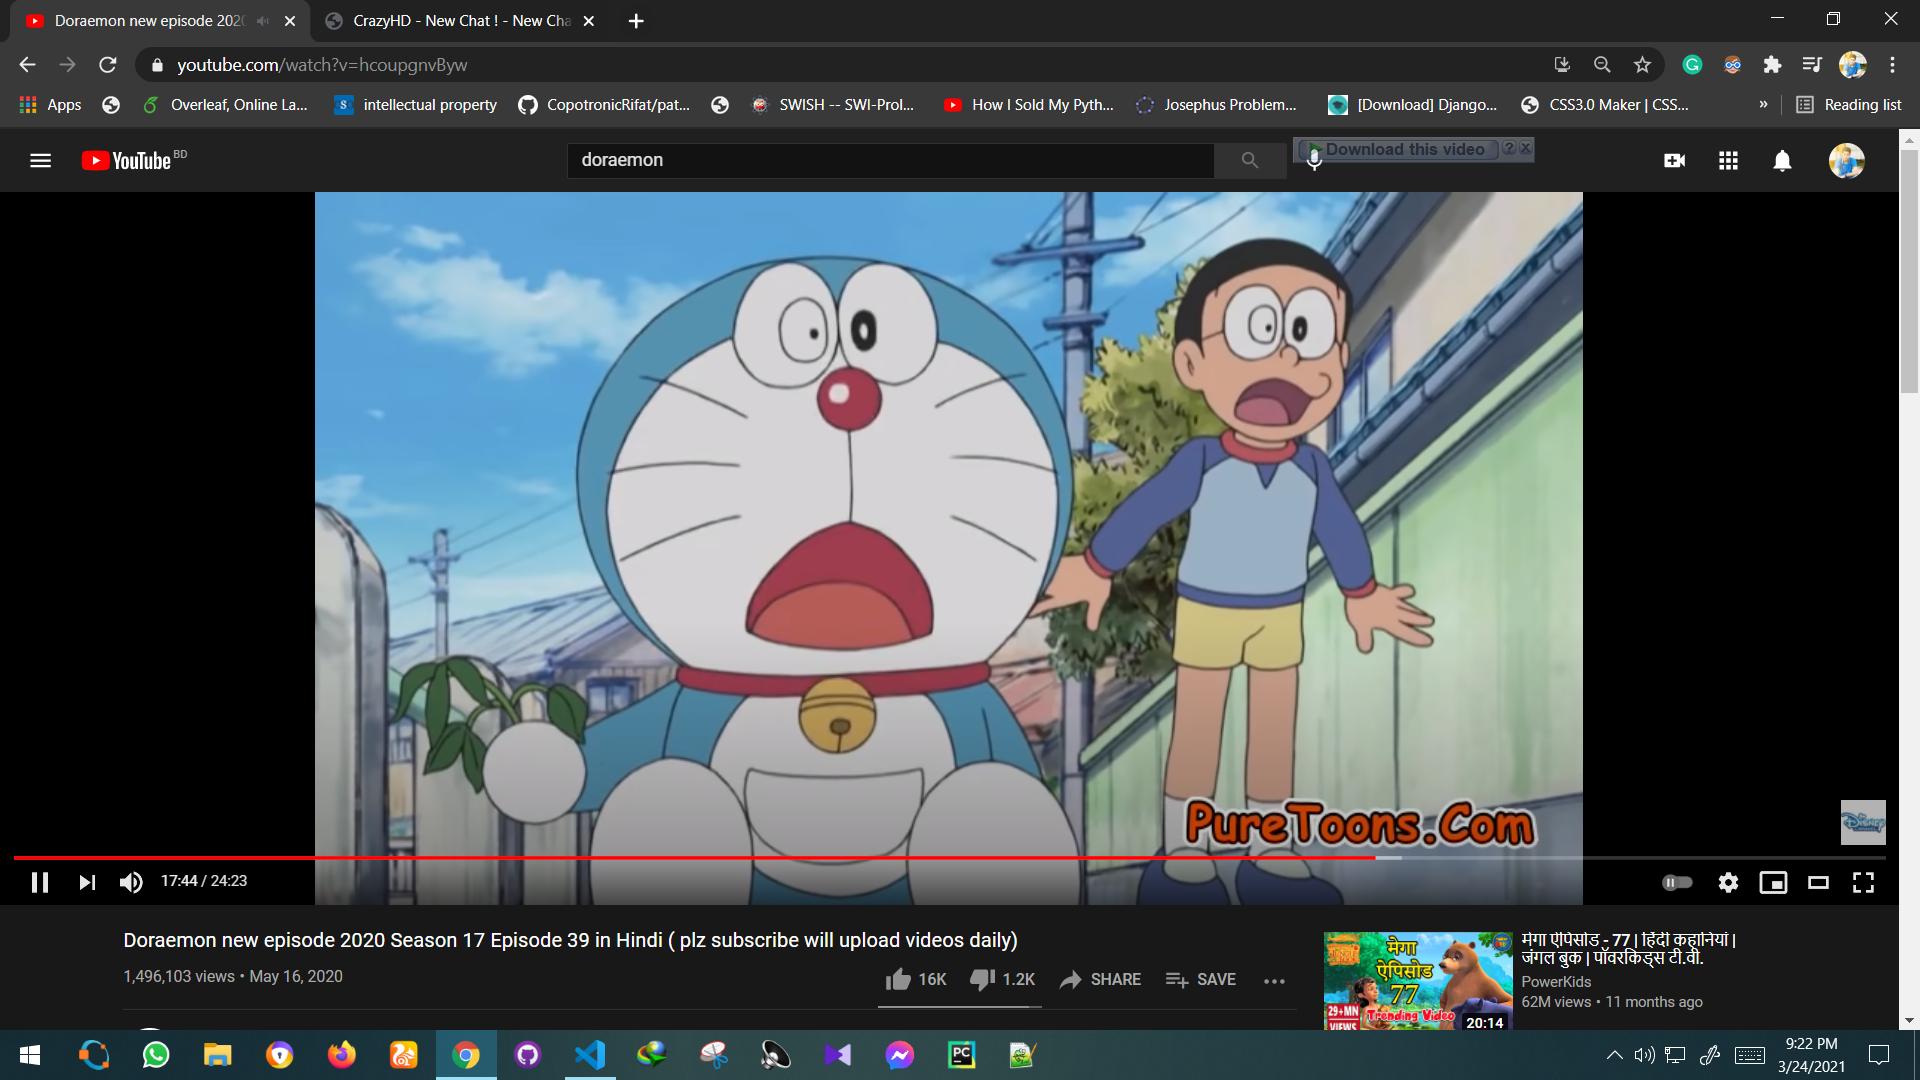 Doraemon new episode 202
CrazyHD - New Chat ! - New Cha
youtube.com/watch?v=hcoupgnvByw
Apps
Overleaf, Online La...
intellectual property
CopotronicRifat/pat...
SWISH -- SWI-Prol...
How I Sold My Pyth...
Josephus Problem...
[Download] Django...
CSS3.0 Maker | CSS...
»
Reading list
YouTube BD
doraemon
Download this video
PureToons.Com
Disney
17:44 / 24:23
Doraemon new episode 2020 Season 17 Episode 39 in Hindi ( plz subscribe will upload videos daily)
1,496,103 views • May 16, 2020
16K
1.2K
SHARE
SAVE
मेगा
ऐपिसोड
77
29+MN
VIEWS
Trending Video
20:14
मेगा ऐपिसोड - 77 | हिंदी कहानियां |
जंगल बुक | पॉवरकिड्स टी.वी.
PowerKids
62M views • 11 months ago
9:22 PM
3/24/2021